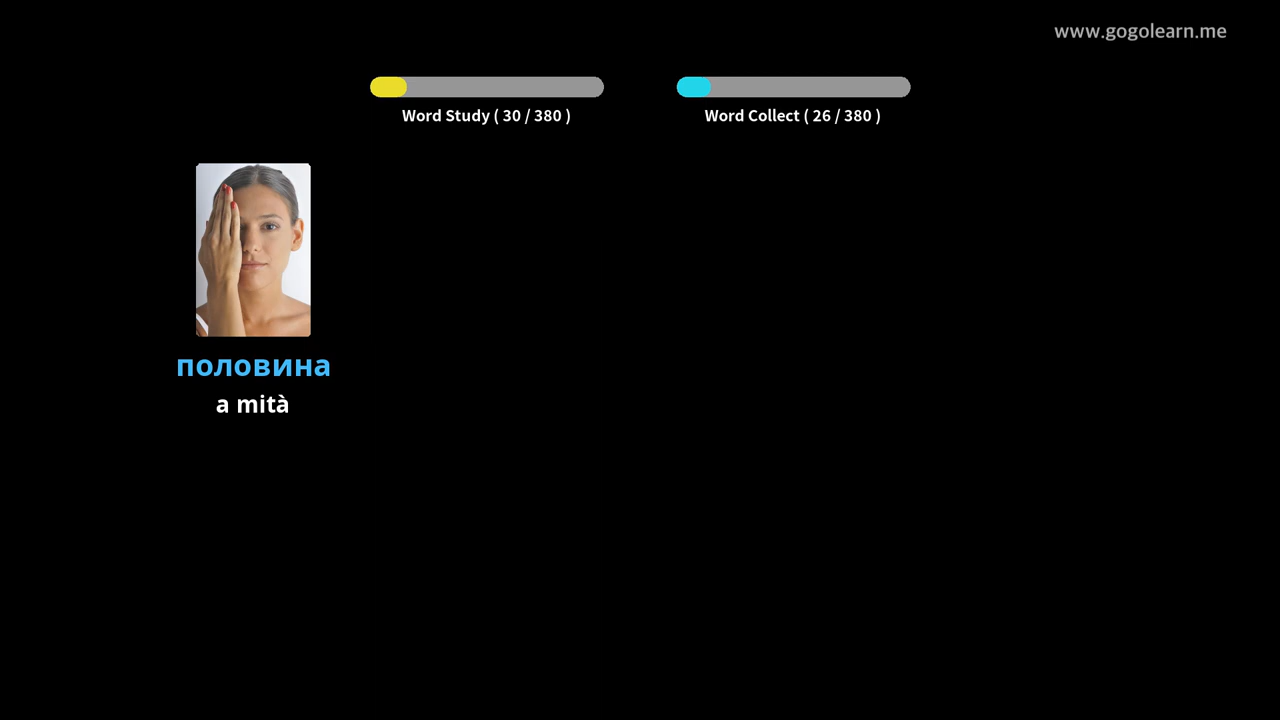 www.gogolearn.me
Word Study ( 30 / 380 )
Word Collect ( 26 / 380 )
половина
a mità